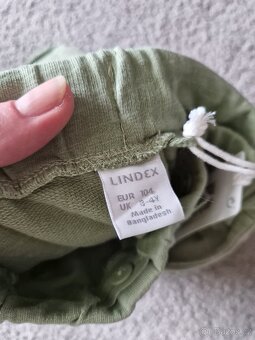 LINDEX
EUR 104
UK 3-4Y
Made in
Bangladesh